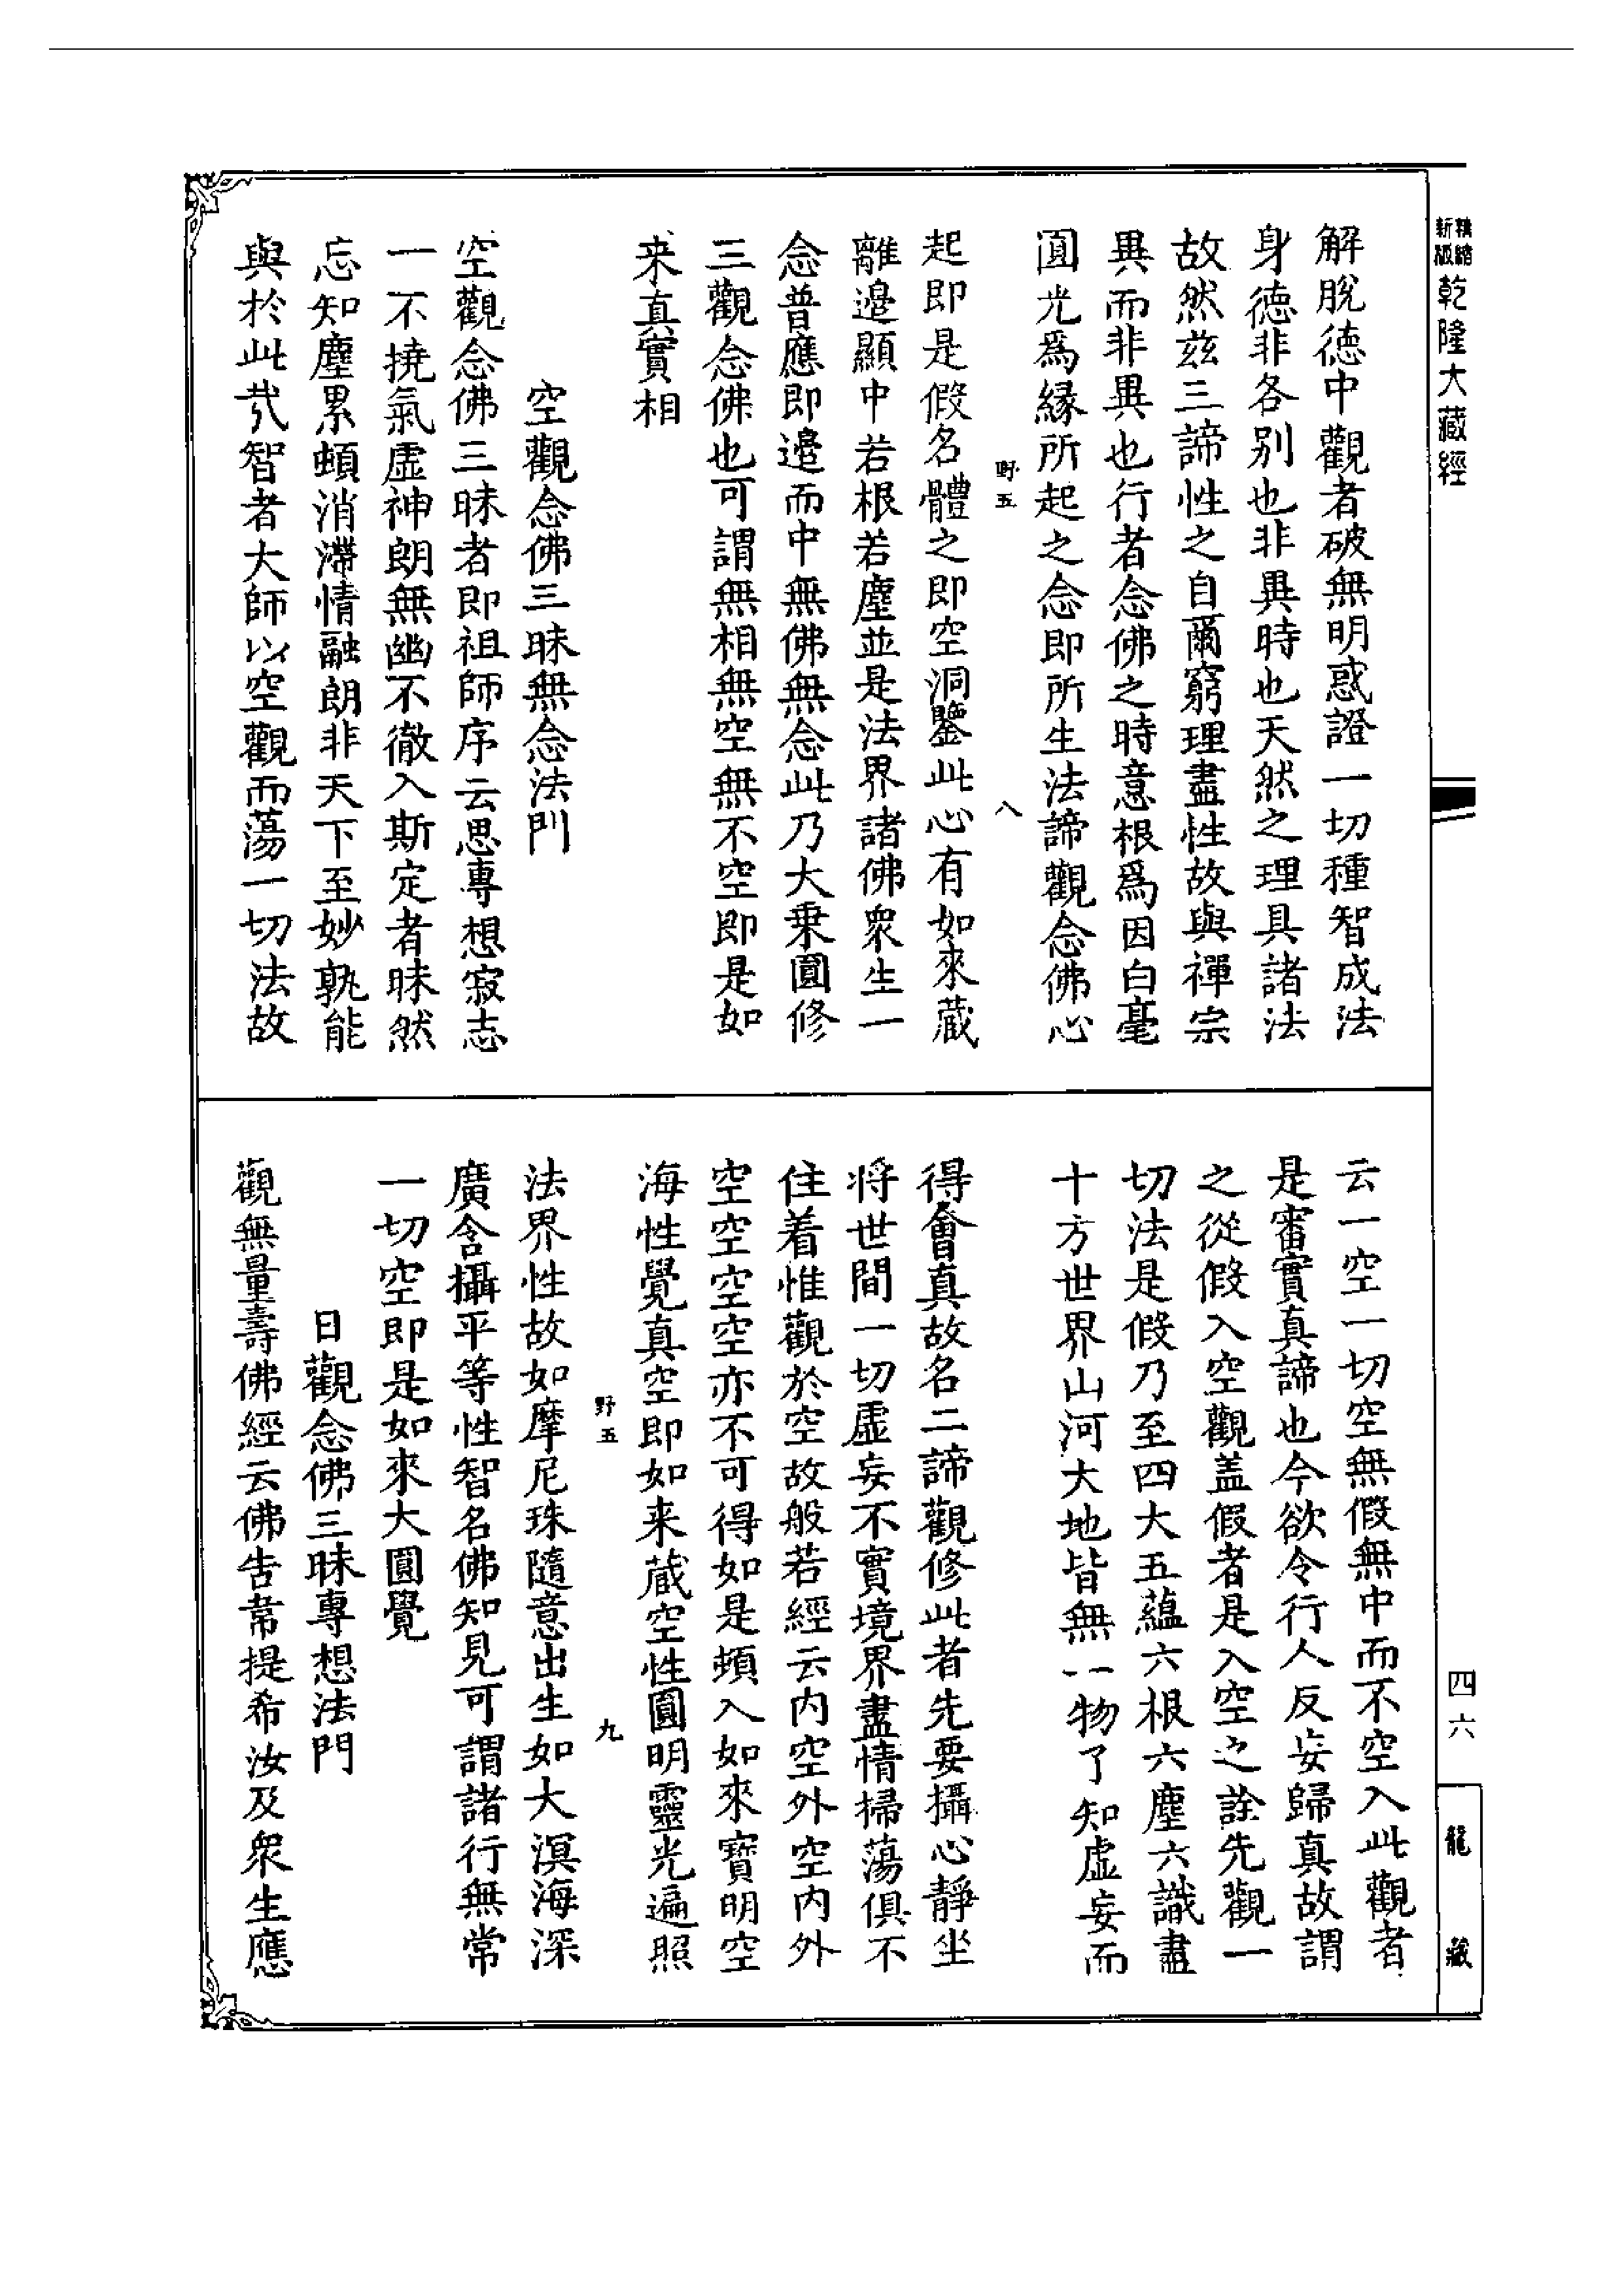 精縮新版乾隆大藏經
解脫德中觀者破無明惑證一切種智成法
身德非各別也非異時也天然之理具諸法
故然茲三諦性之自爾窮理盡性故與禪宗
異而非異也行者念佛之時意根為因白毫
圓光為緣所起之念即所生法諦觀念佛心
野五 八
起即是假名體之即空洞鑒此心有如來藏
離邊顯中若根若塵並是法界諸佛眾生一
念普應即邊而中無佛無念此乃大乘圓修
三觀念佛也可謂無相無空無不空即是如
来真實相
空觀念佛三昧無念法門
空觀念佛三昧者即祖師序云思專想寂志
一不撓氣虛神朗無幽不徹入斯定者昧然
忘知塵累頓消滯情融朗非天下至妙孰能
與於此哉智者大師以空觀而蕩一切法故
云一空一切空無假無中而不空入此觀者
是審實真諦也今欲令行人反妄歸真故謂
之從假入空觀盖假者是入空之詮先觀一
切法是假乃至四大五蘊六根六塵六識盡
十方世界山河大地皆無一物了知虛妄而
得會真故名二諦觀修此者先要攝心靜坐
将世間一切虛妄不實境界盡情掃蕩俱不
住着惟觀於空故般若經云内空外空内外
空空空空空亦不可得如是頓入如來寶明空
海性覺真空即如来蔵空性圓明靈光遍照
野五 九
法界性故如摩尼珠隨意出生如大溟海深
廣含攝平等性智名佛知見可謂諸行無常
一切空即是如來大圓覺
日觀念佛三昧專想法門
觀無量壽佛經云佛告韋提希汝及眾生應
四六
龍藏